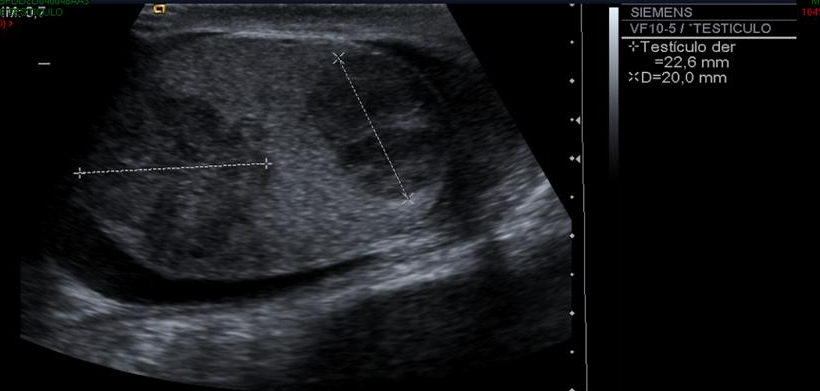 SIEMENS
VF10-5 / *TESTICULO
Testículo der
=22,6 mm
D=20,0 mm